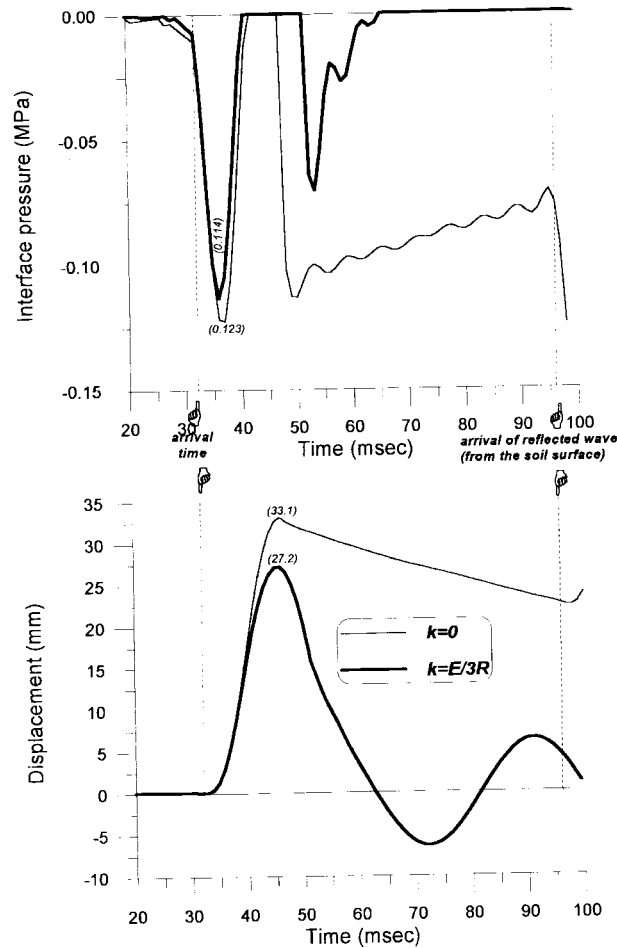 0.00
-0.05
-0.10
-0.15
Interface pressure (MPa)
(0.114)
(0.123)
20 30 40 50 60 70 80 90 100
arrival
time
Time (msec)
arrival of reflected wave
(from the soil surface)
35
30
25
20
15
10
5
0
-5
-10
Displacement (mm)
(33.1)
(27.2)
k=0
k=E/3R
20 30 40 50 60 70 80 90 100
Time (msec)